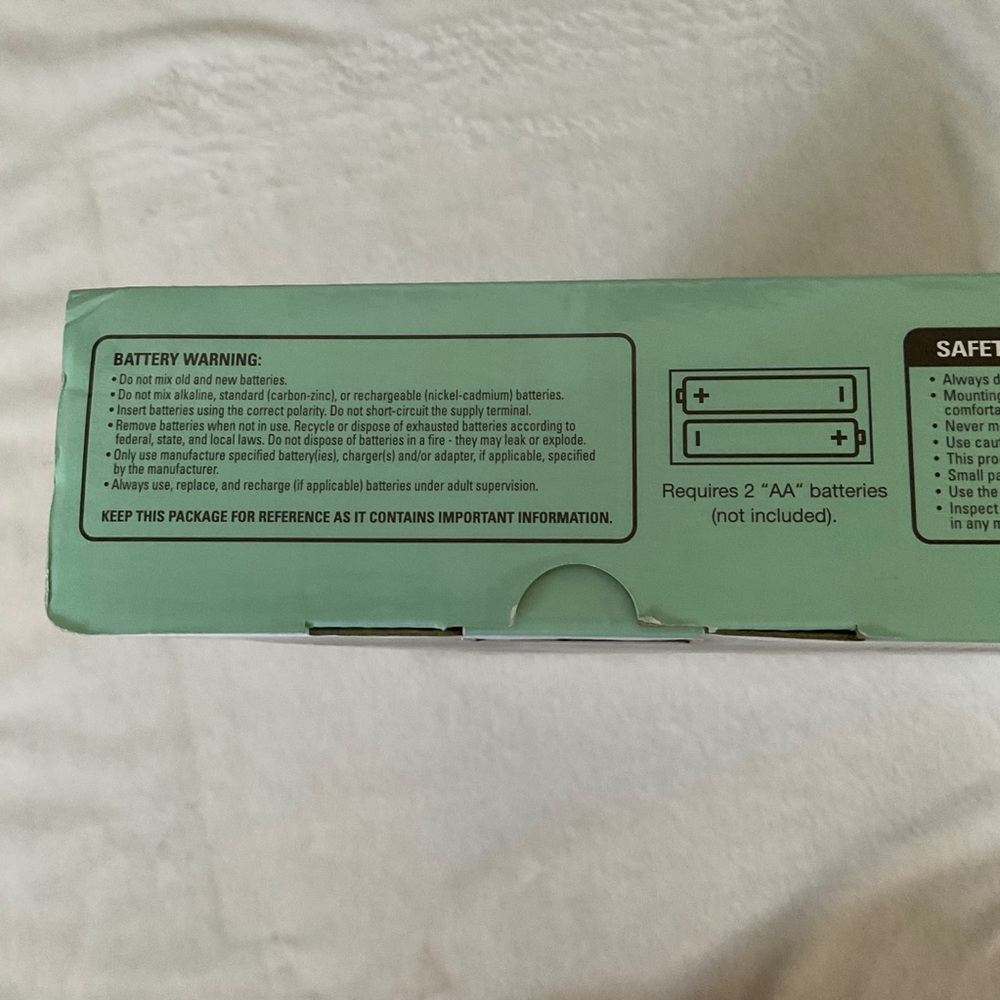 BATTERY WARNING:
• Do not mix old and new batteries.
• Do not mix alkaline, standard (carbon-zinc), or rechargeable (nickel-cadmium) batteries.
• Insert batteries using the correct polarity. Do not short-circuit the supply terminal.
• Remove batteries when not in use. Recycle or dispose of exhausted batteries according to
federal, state, and local laws. Do not dispose of batteries in a fire - they may leak or explode.
• Only use manufacture specified battery(ies), charger(s) and/or adapter, if applicable, specified
by the manufacturer.
• Always use, replace, and recharge (if applicable) batteries under adult supervision.
KEEP THIS PACKAGE FOR REFERENCE AS IT CONTAINS IMPORTANT INFORMATION.
+ I
I +
Requires 2 “AA” batteries
(not included).
SAFET
• Always d
• Mounting
comforta
• Never m
• Use cau
• This pro
• Small pa
• Use the
• Inspect
in any m